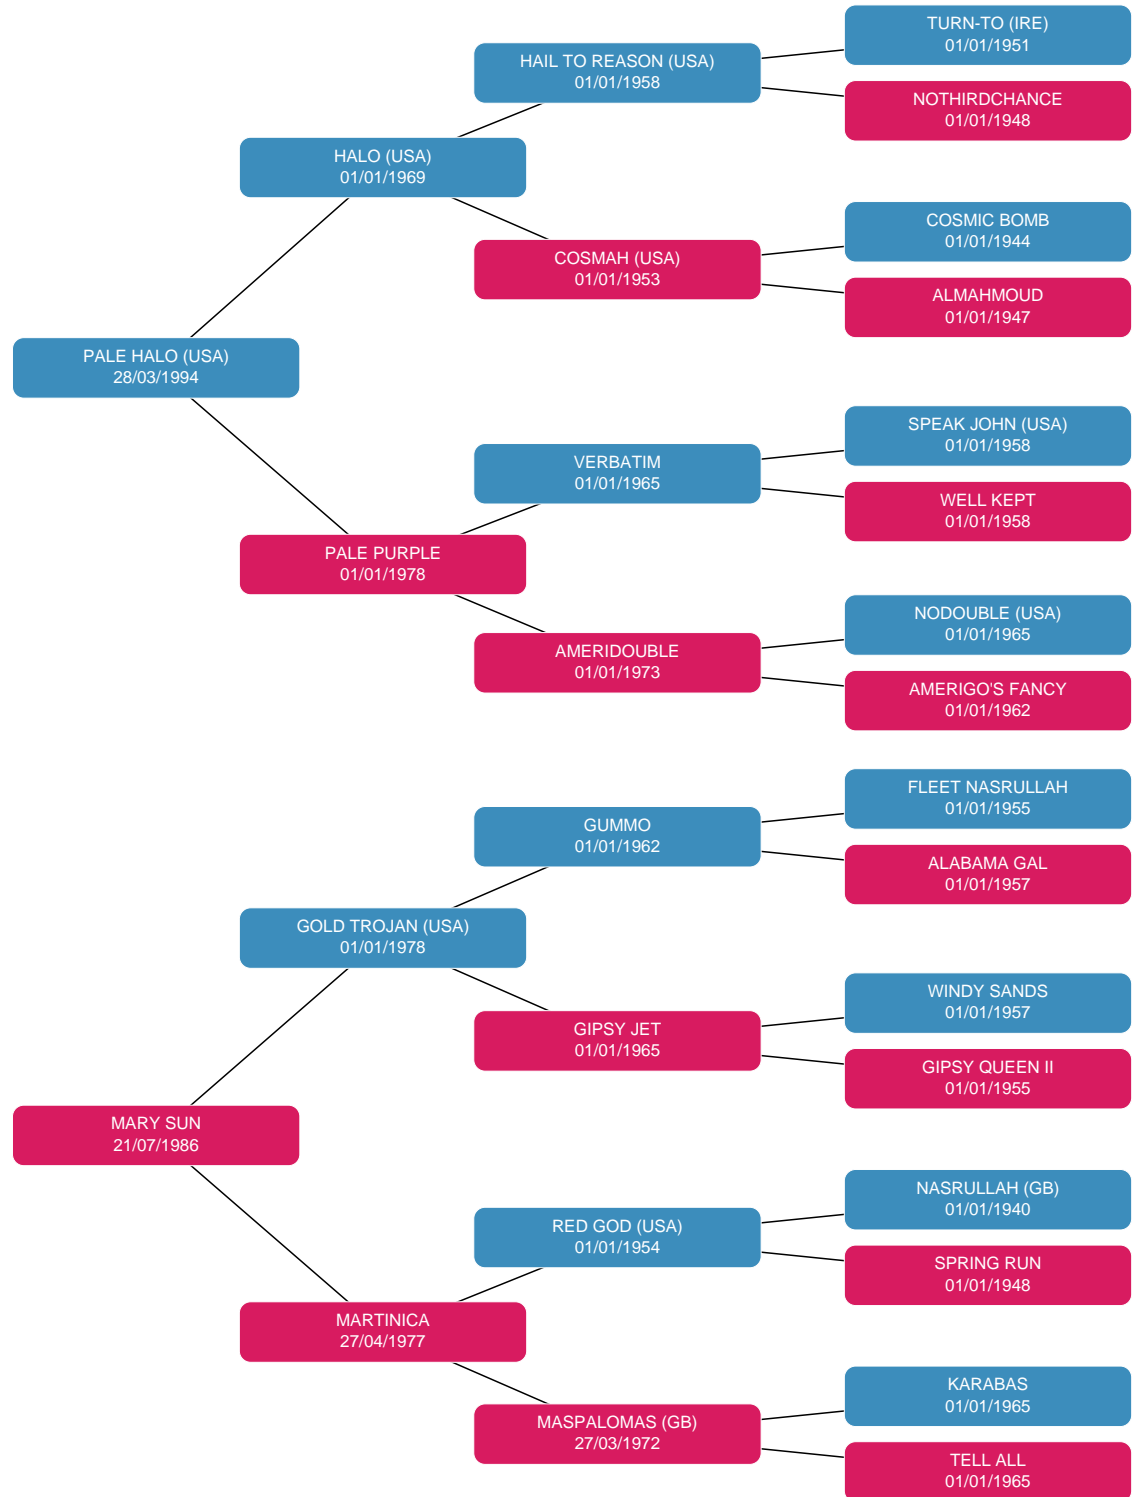 TURN-TO (IRE)
01/01/1951
HAIL TO REASON (USA)
01/01/1958
NOTHIRDCHANCE
01/01/1948
HALO (USA)
01/01/1969
COSMIC BOMB
01/01/1944
COSMAH (USA)
01/01/1953
ALMAHMOUD
01/01/1947
PALE HALO (USA)
28/03/1994
SPEAK JOHN (USA)
01/01/1958
VERBATIM
01/01/1965
WELL KEPT
01/01/1958
PALE PURPLE
01/01/1978
NODOUBLE (USA)
01/01/1965
AMERIDOUBLE
01/01/1973
AMERIGO'S FANCY
01/01/1962
FLEET NASRULLAH
01/01/1955
GUMMO
01/01/1962
ALABAMA GAL
01/01/1957
GOLD TROJAN (USA)
01/01/1978
WINDY SANDS
01/01/1957
GIPSY JET
01/01/1965
GIPSY QUEEN II
01/01/1955
MARY SUN
21/07/1986
NASRULLAH (GB)
01/01/1940
RED GOD (USA)
01/01/1954
SPRING RUN
01/01/1948
MARTINICA
27/04/1977
KARABAS
01/01/1965
MASPALOMAS (GB)
27/03/1972
TELL ALL
01/01/1965